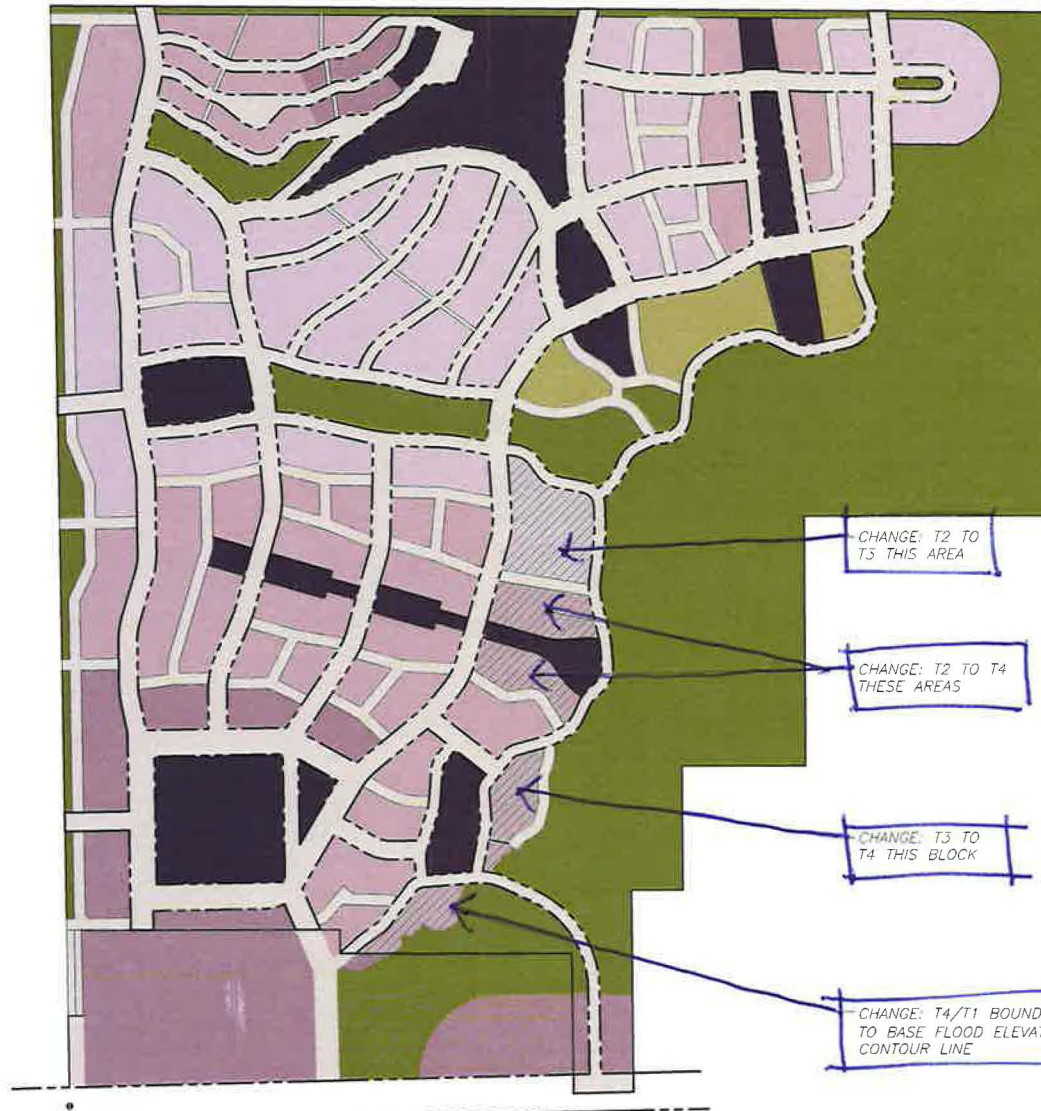 CHANGE: T2 TO
T3 THIS AREA
CHANGE: T2 TO T4
THESE AREAS
CHANGE: T3 TO
T4 THIS BLOCK
CHANGE: T4/T1 BOUND
TO BASE FLOOD ELEVAT
CONTOUR LINE